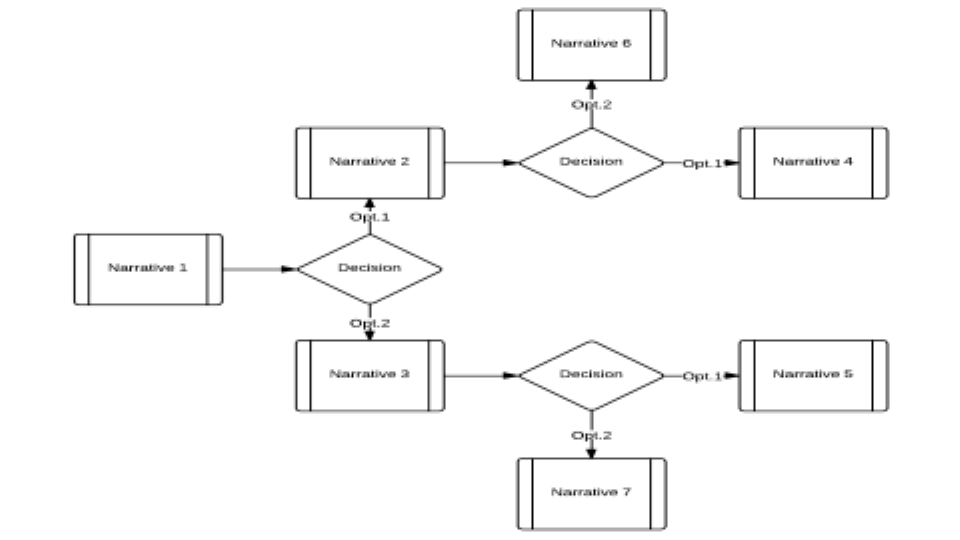 Narrative 6
Opt.2
Narrative 2
Decision
Opt.1
Narrative 4
Opt.1
Narrative 1
Decision
Opt.2
Narrative 3
Decision
Opt.1
Narrative 5
Opt.2
Narrative 7